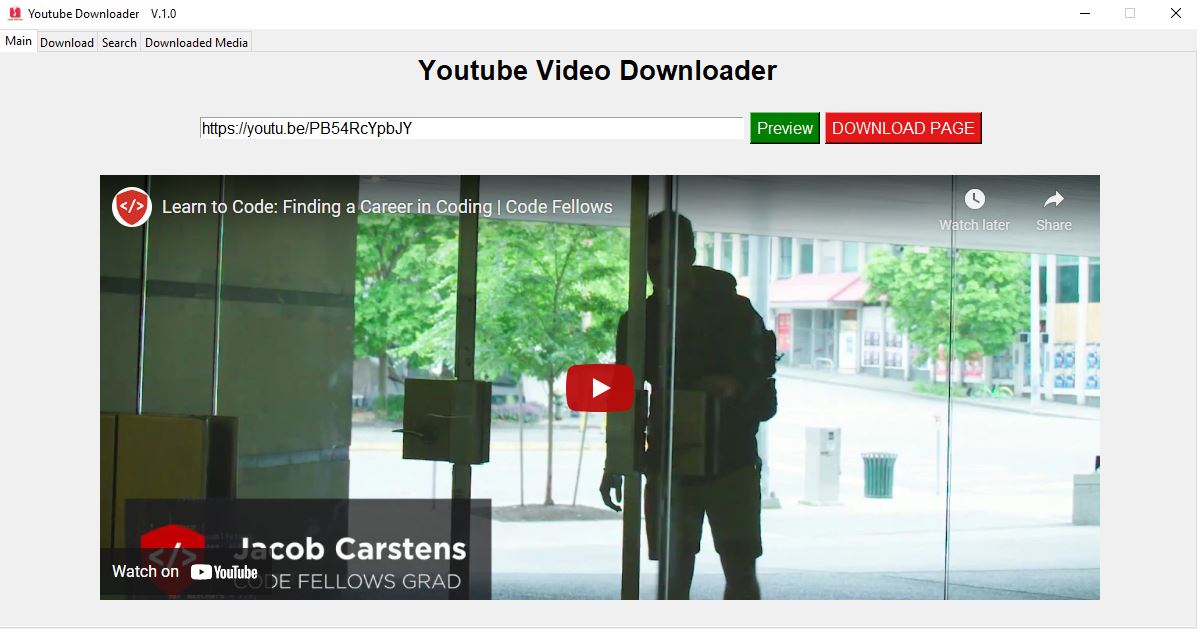 Youtube Downloader V.1.0
Main Download Search Downloaded Media
Youtube Video Downloader
https://youtu.be/PB54RcYpbJY Preview DOWNLOAD PAGE
</> Learn to Code: Finding a Career in Coding | Code Fellows
Watch later Share
Jacob Carstens
</>
Watch on YouTube
CODE FELLOWS GRAD